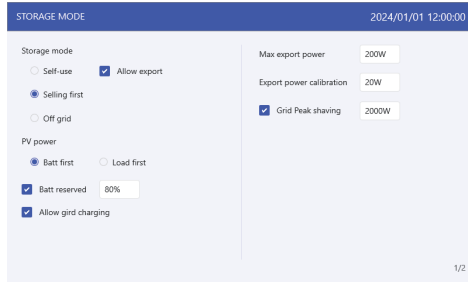 STORAGE MODE 2024/01/01 12:00:00
Storage mode
Self-use Allow export
Selling first
Off grid
PV power
Batt first Load first
Batt reserved 80%
Allow gird charging
Max export power 200W
Export power calibration 20W
Grid Peak shaving 2000W
1/2